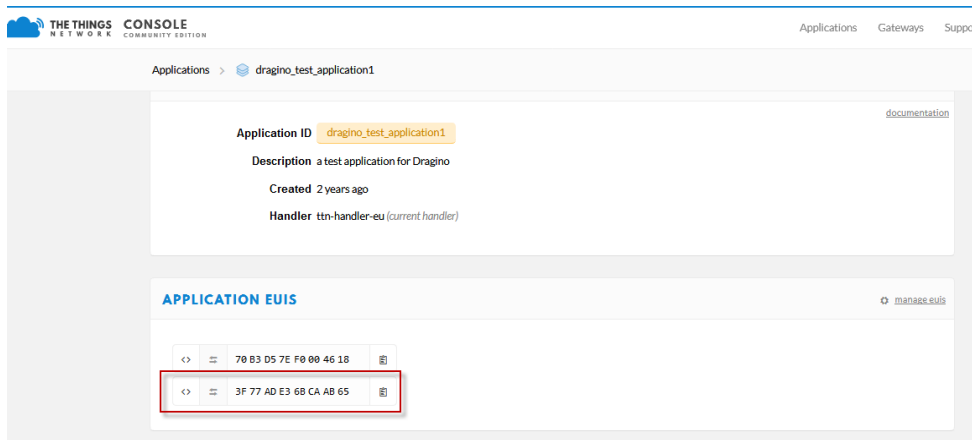 THE THINGS CONSOLE
NETWORK COMMUNITY EDITION
Applications Gateways Suppo
Applications > dragino_test_application1
documentation
Application ID dragino_test_application1
Description a test application for Dragino
Created 2 years ago
Handler ttn-handler-eu (current handler)
APPLICATION EUIS
manage euis
<> 70 B3 D5 7E F0 00 46 18
<> 3F 77 AD E3 6B CA AB 65